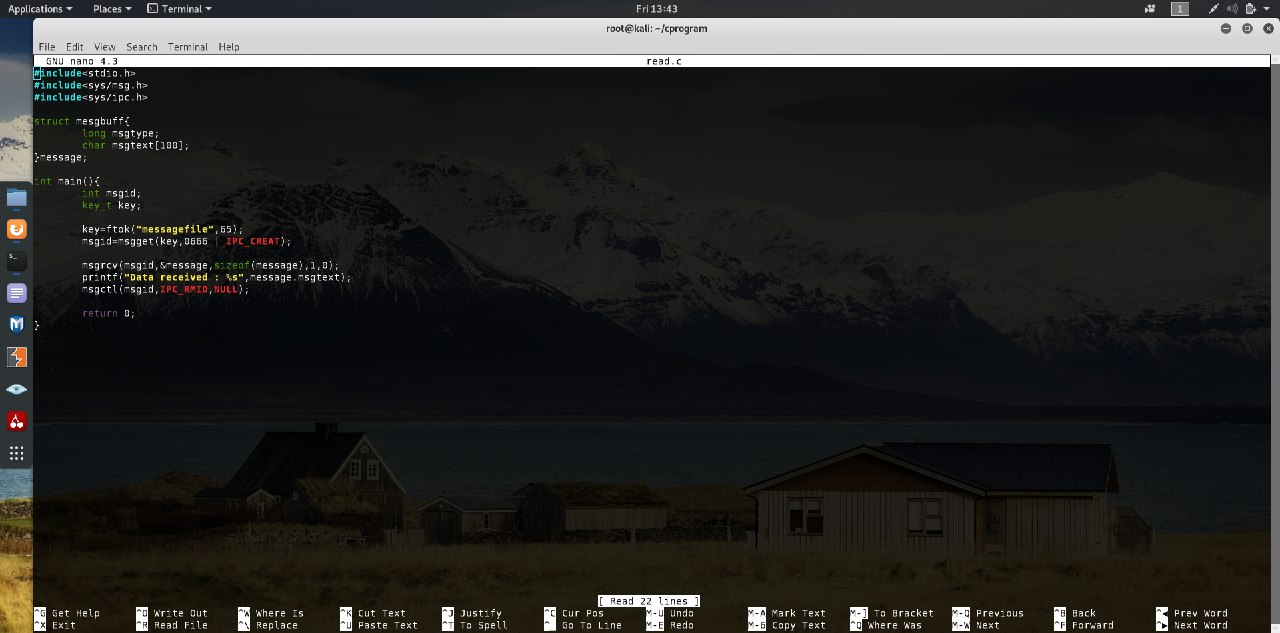 Applications Places Terminal Fri 13:43 1
root@kali: ~/cprogram
File Edit View Search Terminal Help
GNU nano 4.3 read.c
#include<stdio.h>
#include<sys/msg.h>
#include<sys/ipc.h>
struct mesgbuff{
long msgtype;
char msgtext[100];
}message;
int main(){
int msgid;
key_t key;
key=ftok("messagefile",65);
msgid=msgget(key,0666 | IPC_CREAT);
msgrcv(msgid,&message,sizeof(message),1,0);
printf("Data received : %s",message.msgtext);
msgctl(msgid,IPC_RMID,NULL);
return 0;
}
[ Read 22 lines ]
^G Get Help ^O Write Out ^W Where Is ^K Cut Text ^J Justify ^C Cur Pos M-U Undo M-A Mark Text M-] To Bracket M-Q Previous ^B Back ^◀ Prev Word
^X Exit ^R Read File ^\ Replace ^U Paste Text ^T To Spell ^_ Go To Line M-E Redo M-6 Copy Text ^Q Where Was M-W Next ^F Forward ^▶ Next Word